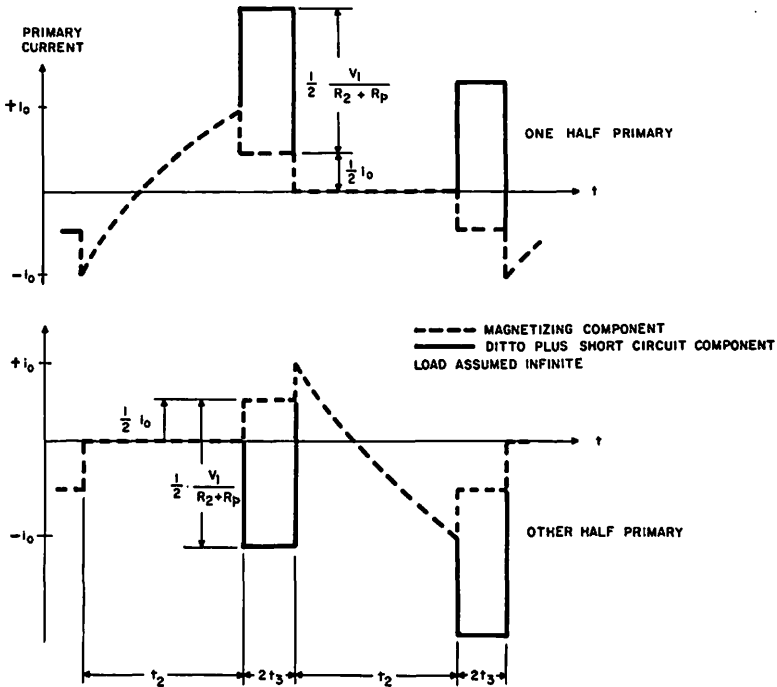 PRIMARY
CURRENT
+i₀
1/2 V₁/(R₂ + Rₚ)
ONE HALF PRIMARY
1/2 i₀
t
−i₀
--- MAGNETIZING COMPONENT
— DITTO PLUS SHORT CIRCUIT COMPONENT
LOAD ASSUMED INFINITE
+i₀
1/2 i₀
t
1/2 · V₁/(R₂+Rₚ)
−i₀
OTHER HALF PRIMARY
t₂ 2t₃ t₂ 2t₃